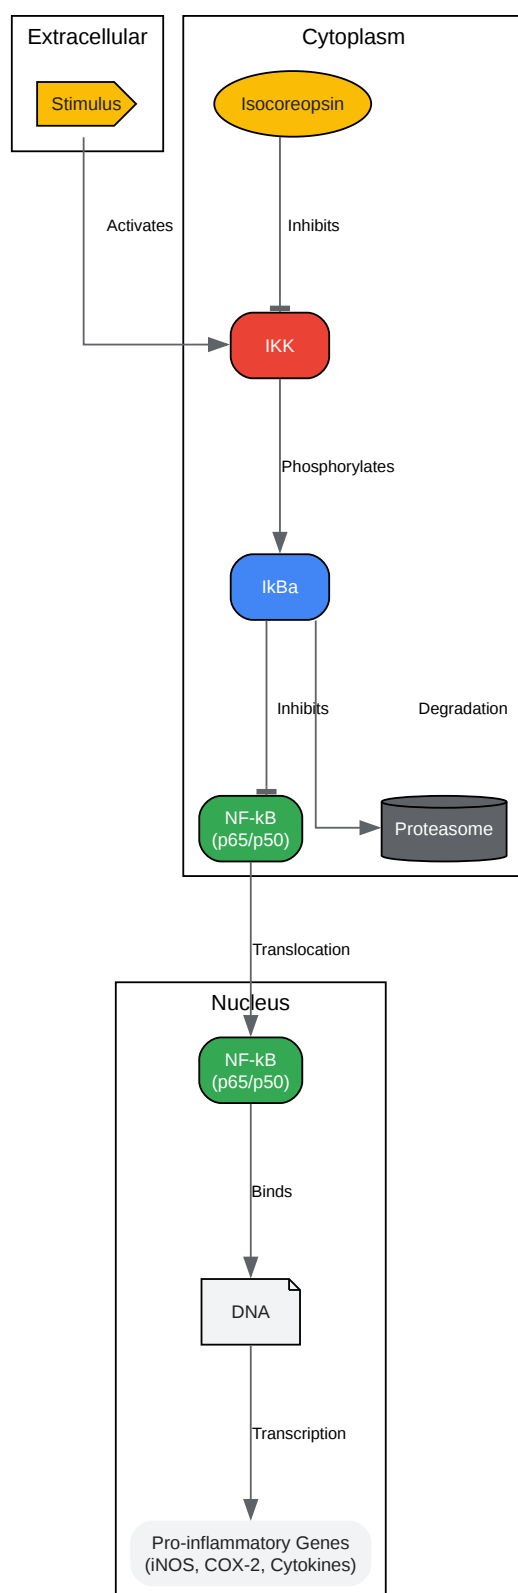 Extracellular
Cytoplasm
Stimulus
Isocoreopsin
Activates
Inhibits
IKK
Phosphorylates
IkBa
Inhibits
Degradation
NF-kB
(p65/p50)
Proteasome
Translocation
Nucleus
NF-kB
(p65/p50)
Binds
DNA
Transcription
Pro-inflammatory Genes
(iNOS, COX-2, Cytokines)